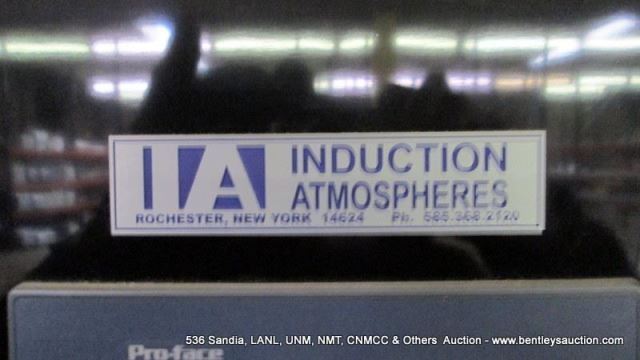 IA INDUCTION
ATMOSPHERES
ROCHESTER, NEW YORK 14624 Ph. 585.368.2120
Pro-face
536 Sandia, LANL, UNM, NMT, CNMCC & Others Auction - www.bentleysauction.com